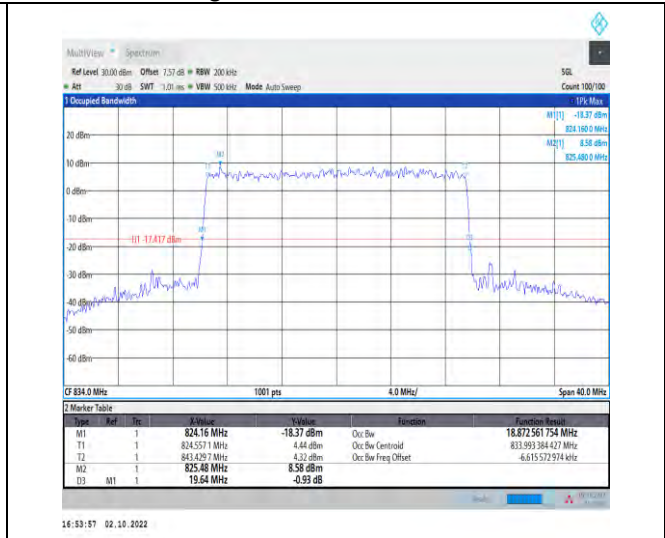 MultiView Spectrum
Ref Level 30.00 dBm Offset 7.57 dB RBW 200 kHz SGL
Att 30 dB SWT 1.01 ms VBW 500 kHz Mode Auto Sweep Count 100/100
1 Occupied Bandwidth 1Pk Max
M1[1] -18.37 dBm
824.160 0 MHz
M2[1] 8.58 dBm
825.480 0 MHz
20 dBm
10 dBm
0 dBm
-10 dBm
-20 dBm
-30 dBm
-40 dBm
-50 dBm
-60 dBm
M2
T1
T2
M1
H1 -17.417 dBm
CF 834.0 MHz 1001 pts 4.0 MHz/ Span 40.0 MHz
2 Marker Table
Type Ref Trc X-Value Y-Value Function Function Result
M1 1 824.16 MHz -18.37 dBm Occ Bw 18.872 561 754 MHz
T1 1 824.557 1 MHz 4.44 dBm Occ Bw Centroid 833.993 384 427 MHz
T2 1 843.429 7 MHz 4.32 dBm Occ Bw Freq Offset -6.615 572 974 kHz
M2 1 825.48 MHz 8.58 dBm
D3 M1 1 19.64 MHz -0.93 dB
16:53:57 02.10.2022